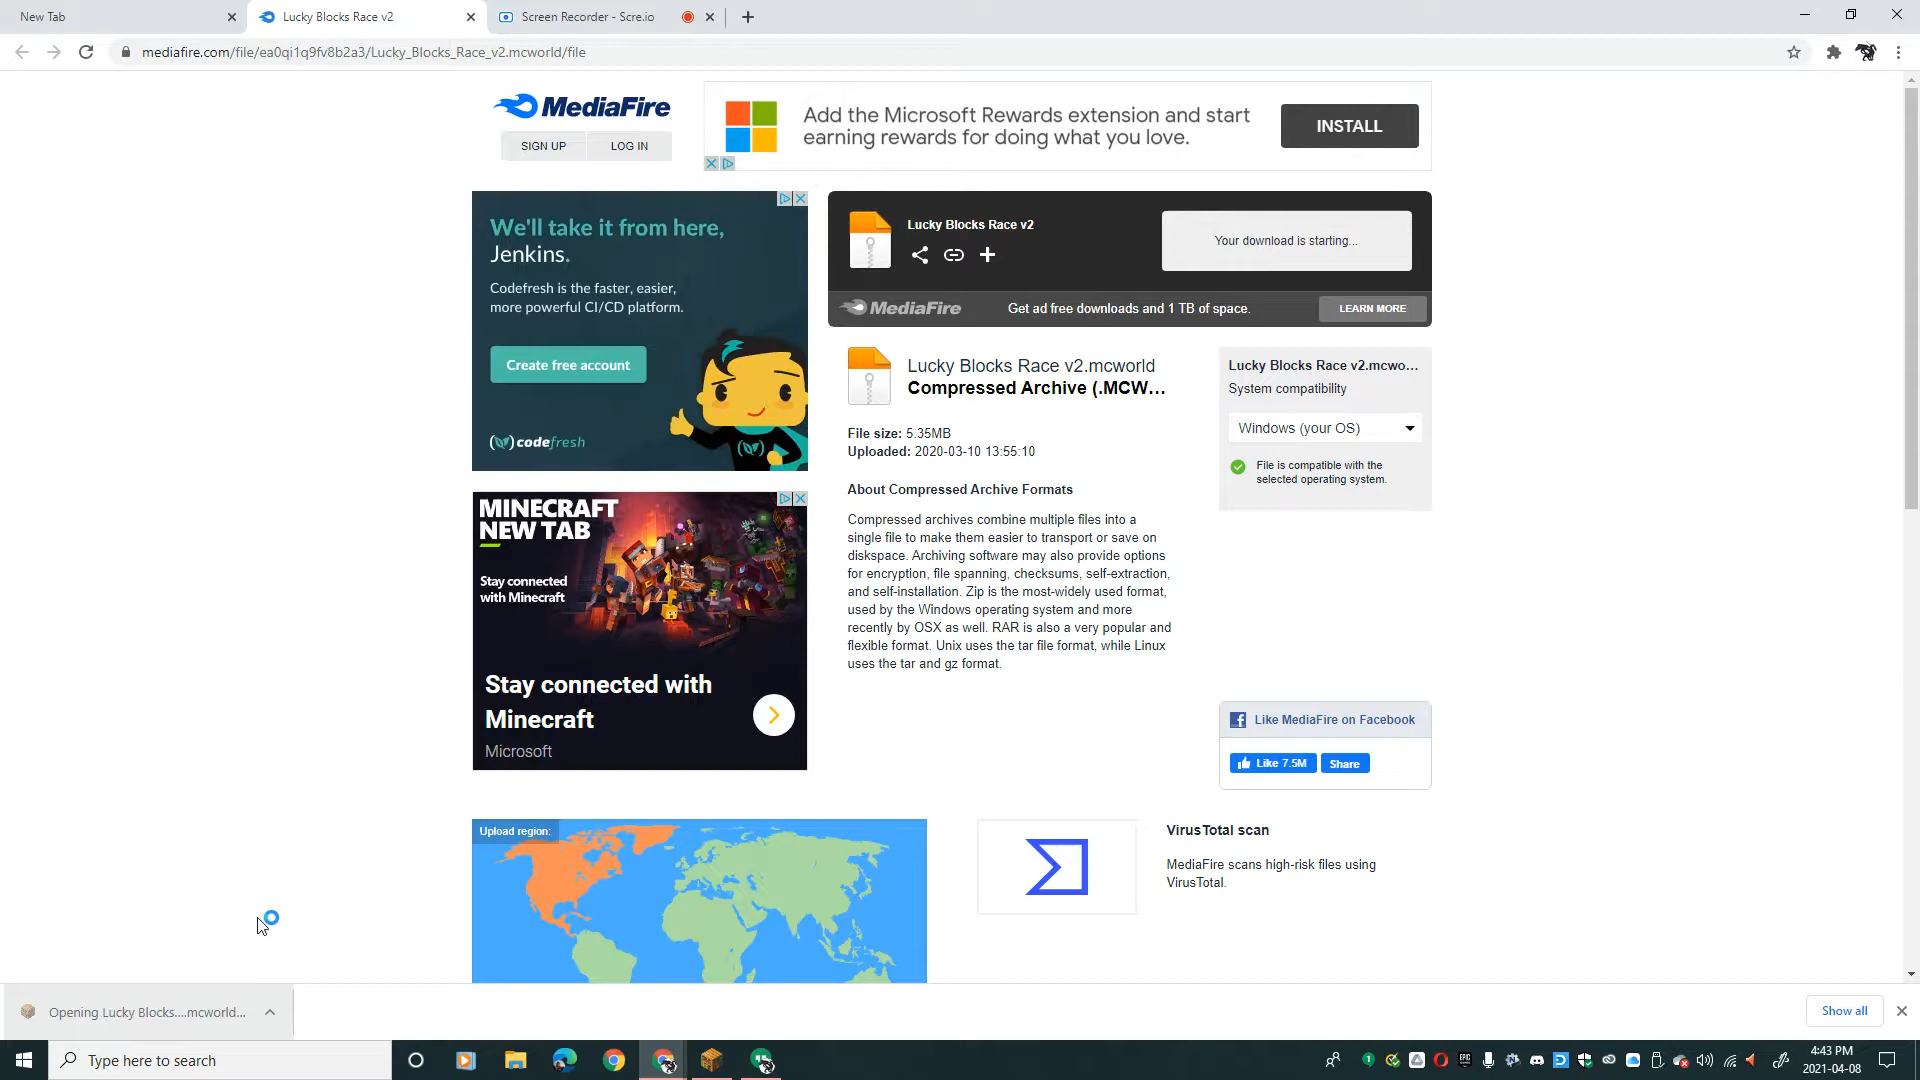 New Tab
Lucky Blocks Race v2
Screen Recorder - Scre.io
mediafire.com/file/ea0qi1q9fv8b2a3/Lucky_Blocks_Race_v2.mcworld/file
MediaFire
SIGN UP
LOG IN
Add the Microsoft Rewards extension and start
earning rewards for doing what you love.
INSTALL
We'll take it from here,
Jenkins.
Codefresh is the faster, easier,
more powerful CI/CD platform.
Create free account
codefresh
Lucky Blocks Race v2
Your download is starting...
MediaFire
Get ad free downloads and 1 TB of space.
LEARN MORE
Lucky Blocks Race v2.mcworld
Compressed Archive (.MCW...
File size: 5.35MB
Uploaded: 2020-03-10 13:55:10
About Compressed Archive Formats
Compressed archives combine multiple files into a
single file to make them easier to transport or save on
diskspace. Archiving software may also provide options
for encryption, file spanning, checksums, self-extraction,
and self-installation. Zip is the most-widely used format,
used by the Windows operating system and more
recently by OSX as well. RAR is also a very popular and
flexible format. Unix uses the tar file format, while Linux
uses the tar and gz format.
Lucky Blocks Race v2.mcwo...
System compatibility
Windows (your OS)
File is compatible with the
selected operating system.
MINECRAFT
NEW TAB
Stay connected
with Minecraft
Stay connected with
Minecraft
Microsoft
Like MediaFire on Facebook
Like 7.5M
Share
Upload region:
VirusTotal scan
MediaFire scans high-risk files using
VirusTotal.
Opening Lucky Blocks....mcworld...
Show all
Type here to search
4:43 PM
2021-04-08